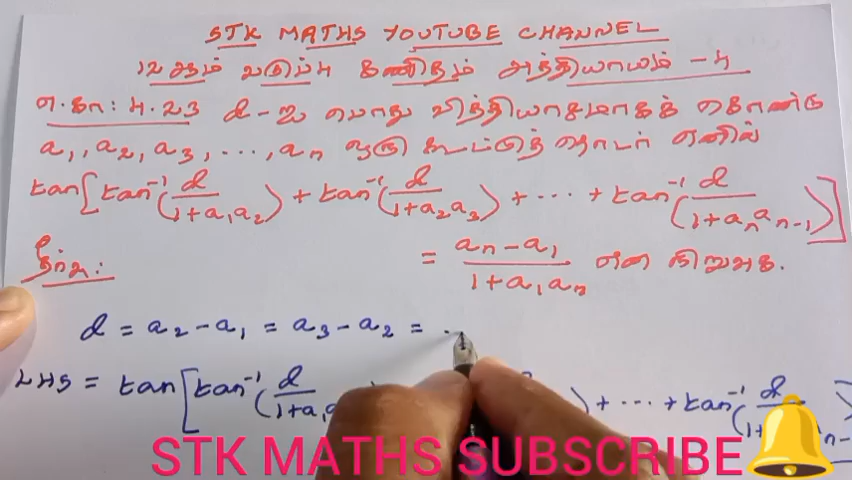 STK MATHS YOUTUBE CHANNEL
12 ஆம் வகுப்பு கணிதம் அத்தியாயம் - 4
எ.கா: 4.23 d - ஐ பொது வித்தியாசமாகக் கொண்ட
a₁, a₂, a₃, ..., aₙ ஒரு கூட்டுத் தொடர் எனில்
tan[tan⁻¹(d/(1+a₁a₂)) + tan⁻¹(d/(1+a₂a₃)) + ... + tan⁻¹(d/(1+aₙaₙ₋₁))]
தீர்வு: = (aₙ-a₁)/(1+a₁aₙ) என நிறுவுக.
d = a₂-a₁ = a₃-a₂ = ..
LHS = tan[tan⁻¹(d/(1+a₁ ) + ... + tan⁻¹(d/
STK MATHS SUBSCRIBE